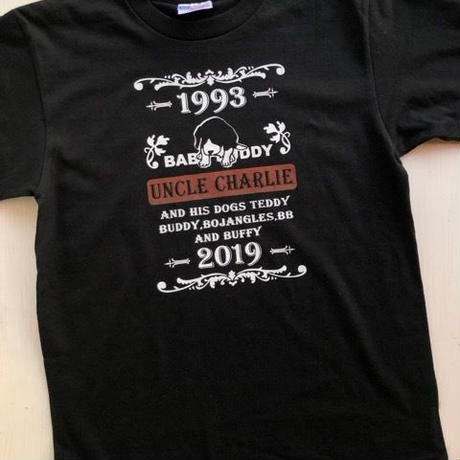 1993
BAB DDY
UNCLE CHARLIE
AND HIS DOGS TEDDY
BUDDY,BOJANGLES,BB
AND BUFFY
2019